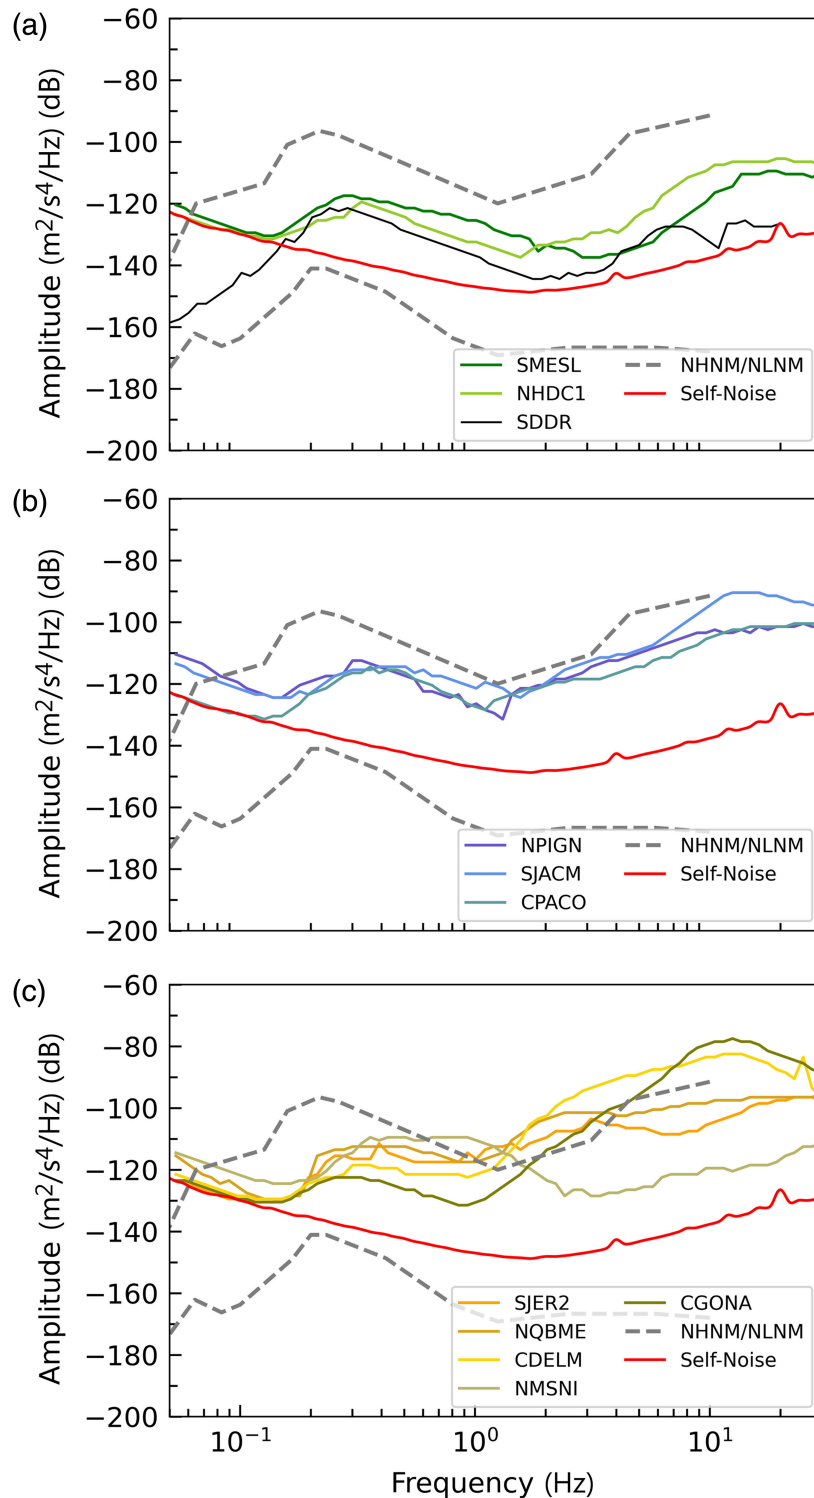 (a)
−60
−80
−100
−120
−140
−160
−180
−200
Amplitude (m²/s⁴/Hz) (dB)
SMESL
NHDC1
SDDR
NHNM/NLNM
Self-Noise
(b)
−60
−80
−100
−120
−140
−160
−180
−200
Amplitude (m²/s⁴/Hz) (dB)
NPIGN
SJACM
CPACO
NHNM/NLNM
Self-Noise
(c)
−60
−80
−100
−120
−140
−160
−180
−200
Amplitude (m²/s⁴/Hz) (dB)
SJER2
NQBME
CDELM
NMSNI
CGONA
NHNM/NLNM
Self-Noise
10⁻¹ 10⁰ 10¹
Frequency (Hz)